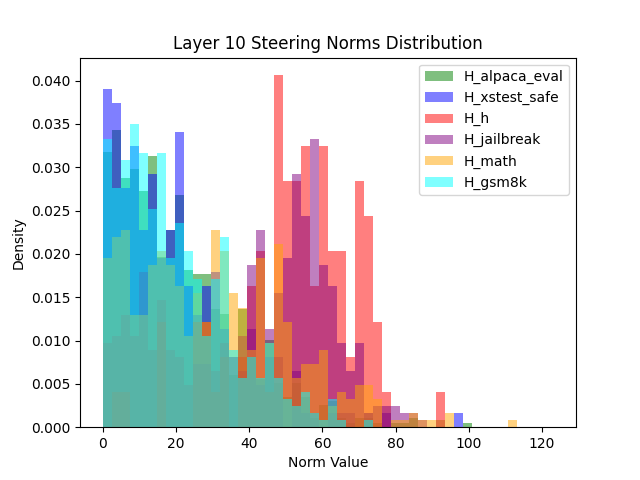 Layer 10 Steering Norms Distribution
H_alpaca_eval
H_xstest_safe
H_h
H_jailbreak
H_math
H_gsm8k
0.040
0.035
0.030
0.025
0.020
0.015
0.010
0.005
0.000
Density
0 20 40 60 80 100 120
Norm Value